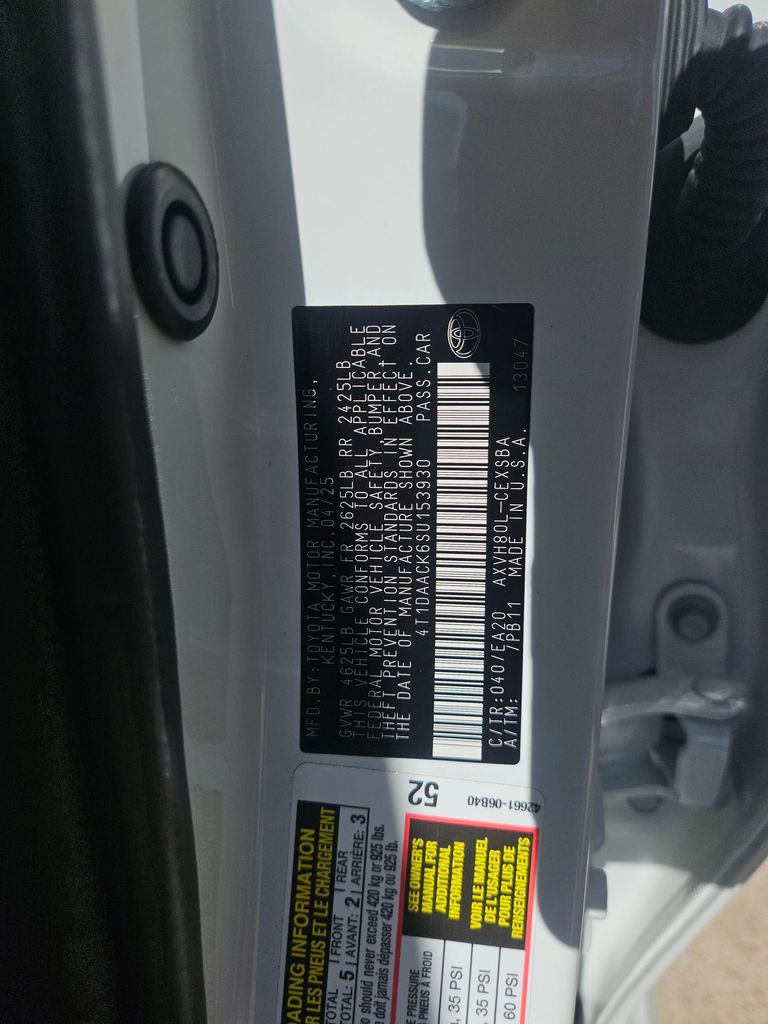 MFD.BY:TOYOTA MOTOR MANUFACTURING,
KENTUCKY, INC.04/25
GVWR 4625LB GAWR FR 2625LB RR 2425LB
THIS VEHICLE CONFORMS TO ALL APPLICABLE
FEDERAL MOTOR VEHICLE SAFETY, BUMPER AND
THEFT PREVENTION STANDARDS IN EFFECT ON
THE DATE OF MANUFACTURE SHOWN ABOVE.
4T1DAACK6SU153930 PASS.CAR
C/TR:040/EA20 AXVH80L-CEXSBA
A/TM: /PB11 MADE IN U.S.A. 13047
52
42661-06B40
ADING INFORMATION
R LES PNEUS ET LE CHARGEMENT
TOTAL FRONT REAR
TOTAL: 5 AVANT: 2 ARRIÈRE: 3
o should never exceed 420 kg or 925 lbs.
e doit jamais dépasser 420 kg ou 925 lb.
E PRESSURE
PNEUS À FROID
35 PSI
35 PSI
60 PSI
SEE OWNER'S
MANUAL FOR
ADDITIONAL
INFORMATION
VOIR LE MANUEL
DE L'USAGER
POUR PLUS DE
RENSEIGNEMENTS